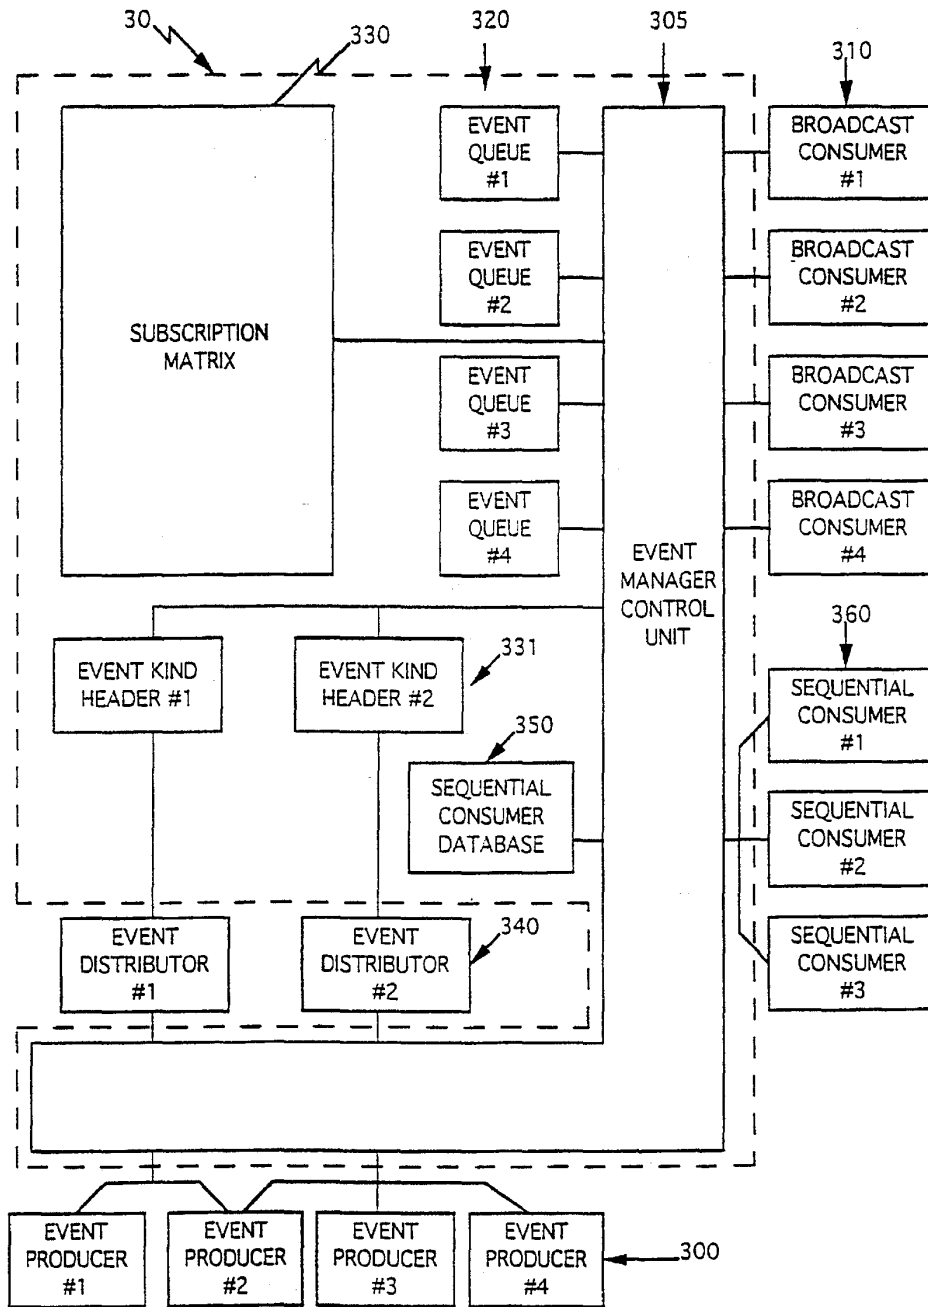 30
330
320
305
310
SUBSCRIPTION
MATRIX
EVENT
QUEUE
#1
EVENT
QUEUE
#2
EVENT
QUEUE
#3
EVENT
QUEUE
#4
EVENT
MANAGER
CONTROL
UNIT
BROADCAST
CONSUMER
#1
BROADCAST
CONSUMER
#2
BROADCAST
CONSUMER
#3
BROADCAST
CONSUMER
#4
360
EVENT KIND
HEADER #1
EVENT KIND
HEADER #2
331
350
SEQUENTIAL
CONSUMER
DATABASE
SEQUENTIAL
CONSUMER
#1
SEQUENTIAL
CONSUMER
#2
SEQUENTIAL
CONSUMER
#3
EVENT
DISTRIBUTOR
#1
EVENT
DISTRIBUTOR
#2
340
EVENT
PRODUCER
#1
EVENT
PRODUCER
#2
EVENT
PRODUCER
#3
EVENT
PRODUCER
#4
300